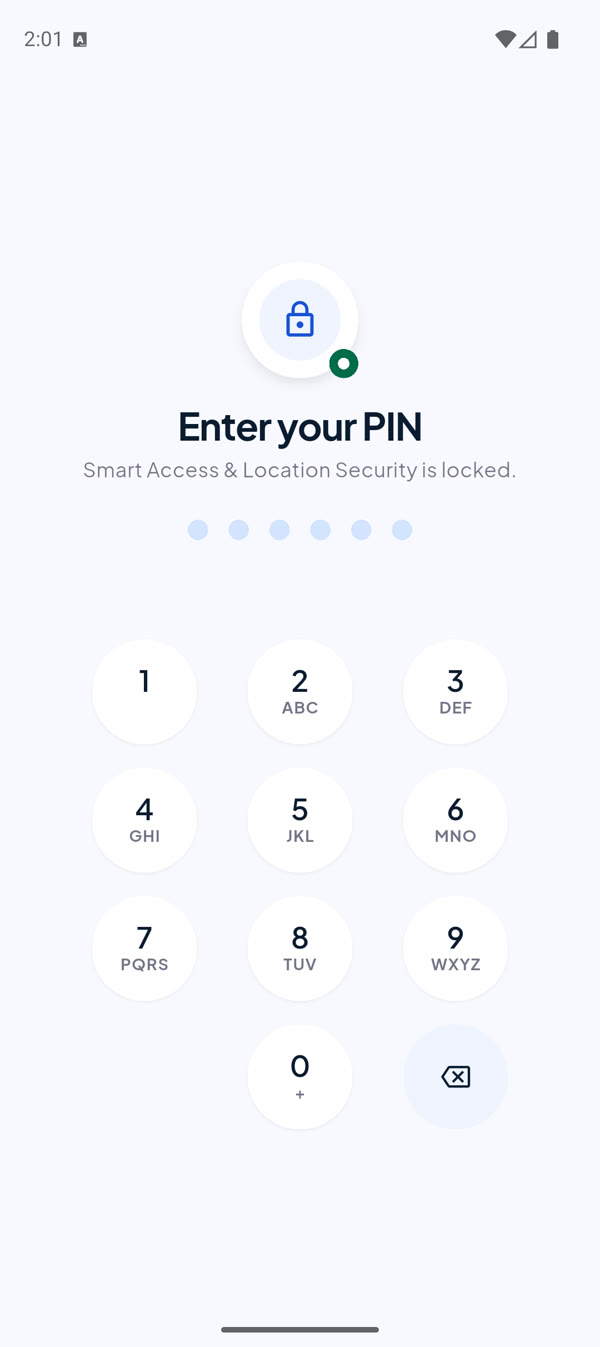 2:01 A
Enter your PIN
Smart Access & Location Security is locked.
1
2
ABC
3
DEF
4
GHI
5
JKL
6
MNO
7
PQRS
8
TUV
9
WXYZ
0
+